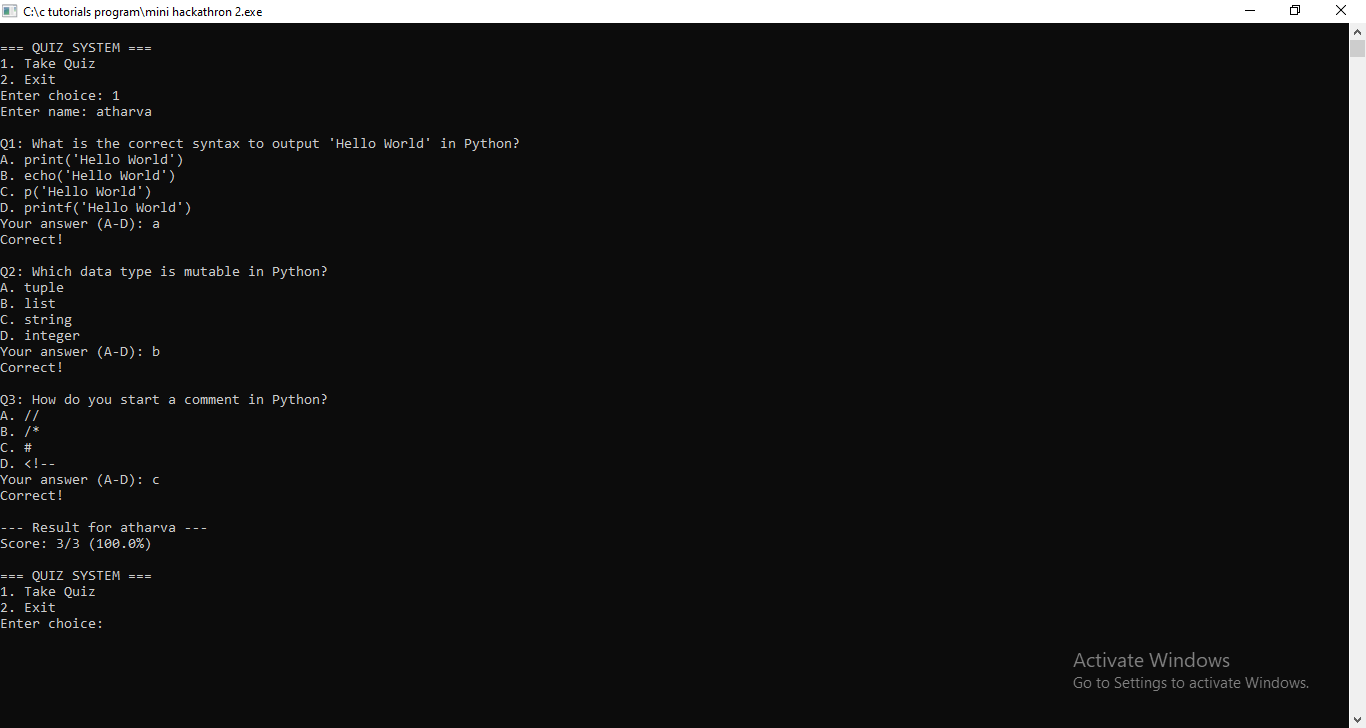 C:\c tutorials program\mini hackathron 2.exe
=== QUIZ SYSTEM ===
1. Take Quiz
2. Exit
Enter choice: 1
Enter name: atharva
Q1: What is the correct syntax to output 'Hello World' in Python?
A. print('Hello World')
B. echo('Hello World')
C. p('Hello World')
D. printf('Hello World')
Your answer (A-D): a
Correct!
Q2: Which data type is mutable in Python?
A. tuple
B. list
C. string
D. integer
Your answer (A-D): b
Correct!
Q3: How do you start a comment in Python?
A. //
B. /*
C. #
D. <!--
Your answer (A-D): c
Correct!
--- Result for atharva ---
Score: 3/3 (100.0%)
=== QUIZ SYSTEM ===
1. Take Quiz
2. Exit
Enter choice:
Activate Windows
Go to Settings to activate Windows.